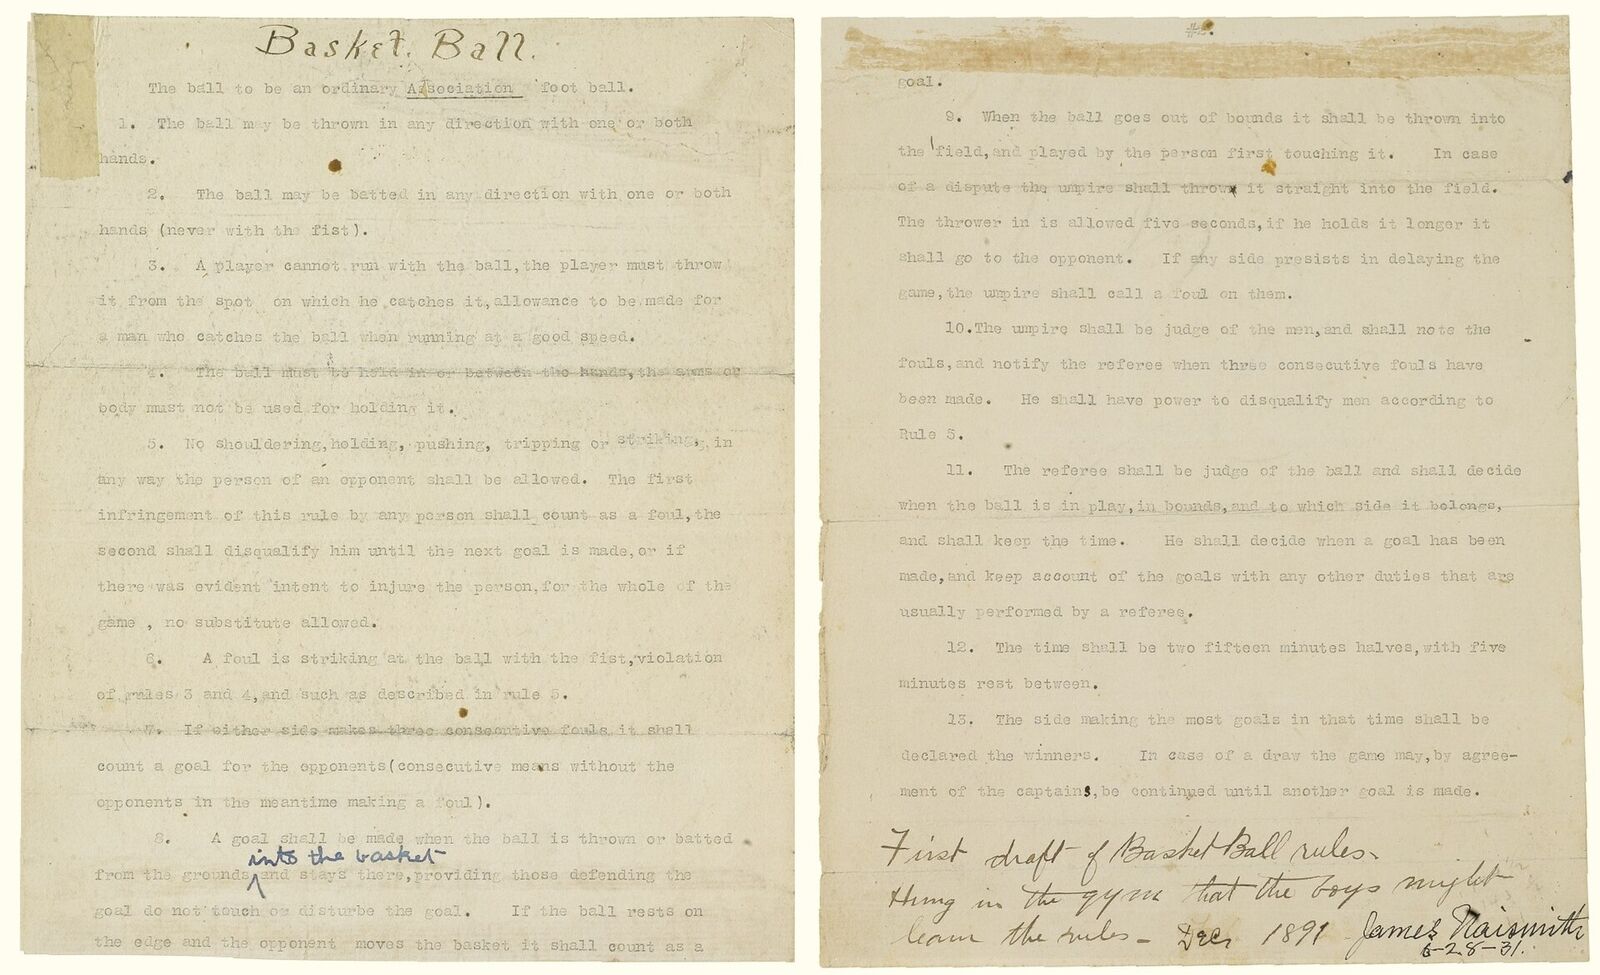 Basket Ball.
The ball to be an ordinary Association foot ball.
1. The ball may be thrown in any direction with one or both
hands.
2. The ball may be batted in any direction with one or both
hands (never with the fist).
3. A player cannot run with the ball,the player must throw
it from the spot on which he catches it,allowance to be made for
a man who catches the ball when running at a good speed.
4. The ball must be held in or between the hands,the arms or
body must not be used for holding it.
5. No shouldering,holding, pushing, tripping or striking, in
any way the person of an opponent shall be allowed. The first
infringement of this rule by any person shall count as a foul,the
second shall disqualify him until the next goal is made,or if
there was evident intent to injure the person,for the whole of the
game , no substitute allowed.
6. A foul is striking at the ball with the fist,violation
of rules 3 and 4,and such as described in rule 5.
7. If either side makes three consecutive fouls it shall
count a goal for the opponents(consecutive means without the
opponents in the meantime making a foul).
8. A goal shall be made when the ball is thrown or batted
into the basket
from the grounds and stays there,providing those defending the
goal do not touch or disturbe the goal. If the ball rests on
the edge and the opponent moves the basket it shall count as a
#2.
goal.
9. When the ball goes out of bounds it shall be thrown into
the field,and played by the person first touching it. In case
of a dispute the umpire shall throw it straight into the field.
The thrower in is allowed five seconds,if he holds it longer it
shall go to the opponent. If any side presists in delaying the
game,the umpire shall call a foul on them.
10.The umpire shall be judge of the men,and shall note the
fouls,and notify the referee when three consecutive fouls have
been made. He shall have power to disqualify men according to
Rule 5.
11. The referee shall be judge of the ball and shall decide
when the ball is in play,in bounds,and to which side it belongs,
and shall keep the time. He shall decide when a goal has been
made,and keep account of the goals with any other duties that are
usually performed by a referee.
12. The time shall be two fifteen minutes halves,with five
minutes rest between.
13. The side making the most goals in that time shall be
declared the winners. In case of a draw the game may,by agree-
ment of the captains,be continued until another goal is made.
First draft of Basket Ball rules.
Hung in the gym that the boys might
learn the rules - Dec. 1891 James Naismith
6-28-31.